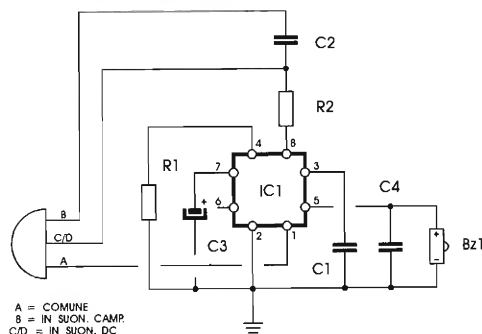 C2
R2
4
8
R1
7
3
IC1
C4
+
6
5
B
C/D
A
C3
2
1
C1
+
-
Bz1
A = COMUNE
B = IN SUON. CAMP.
C/D = IN SUON. DC